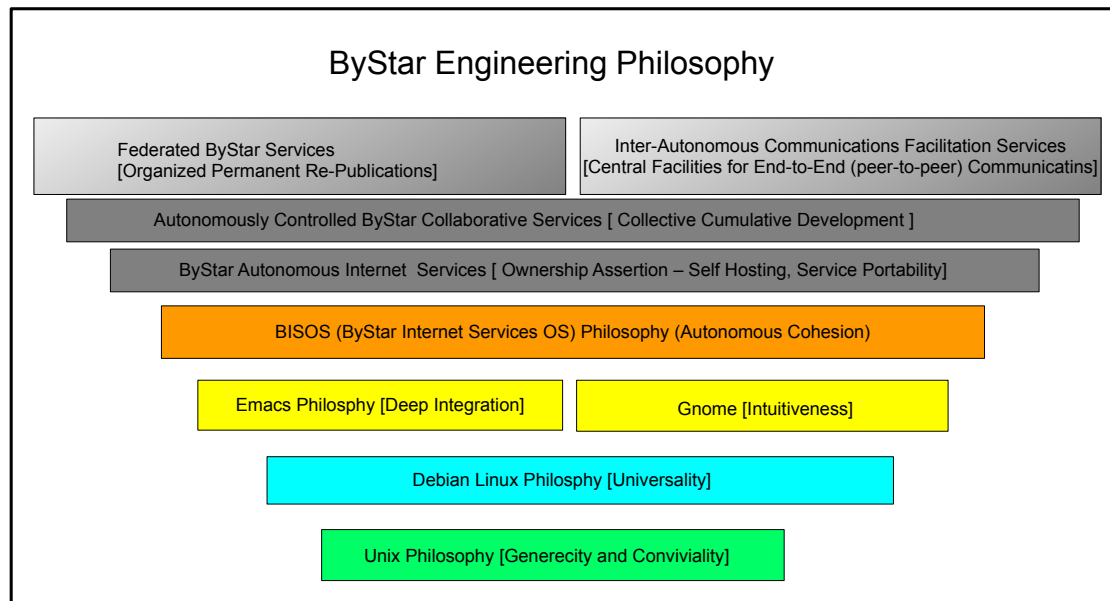 ByStar Engineering Philosophy
Federated ByStar Services
[Organized Permanent Re-Publications]
Inter-Autonomous Communications Facilitation Services
[Central Facilities for End-to-End (peer-to-peer) Communicatins]
Autonomously Controlled ByStar Collaborative Services [ Collective Cumulative Development ]
ByStar Autonomous Internet Services [ Ownership Assertion – Self Hosting, Service Portability]
BISOS (ByStar Internet Services OS) Philosophy (Autonomous Cohesion)
Emacs Philosphy [Deep Integration]
Gnome [Intuitiveness]
Debian Linux Philosphy [Universality]
Unix Philosophy [Generecity and Conviviality]